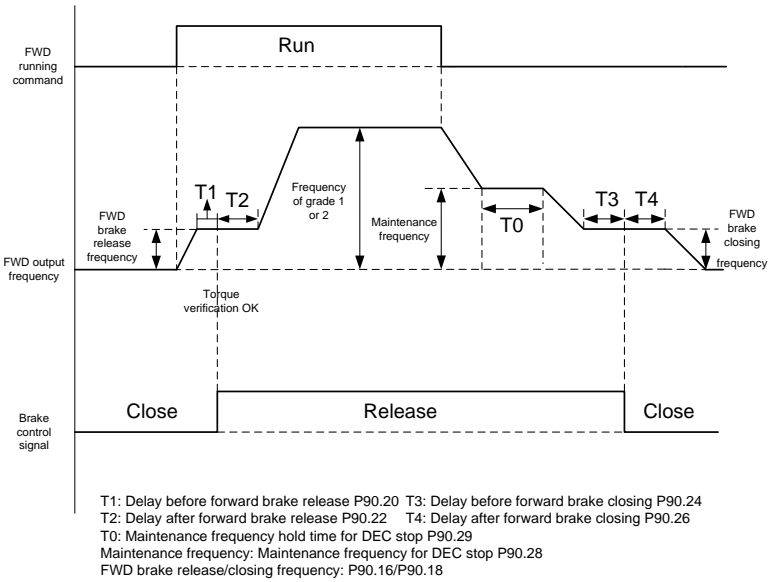 FWD
running
command
Run
T1
T2
FWD
brake
release
frequency
Frequency
of grade 1
or 2
Maintenance
frequency
T0
T3
T4
FWD
brake
closing
frequency
FWD output
frequency
Torque
verification OK
Brake
control
signal
Close
Release
Close
T1: Delay before forward brake release P90.20 T3: Delay before forward brake closing P90.24
T2: Delay after forward brake release P90.22 T4: Delay after forward brake closing P90.26
T0: Maintenance frequency hold time for DEC stop P90.29
Maintenance frequency: Maintenance frequency for DEC stop P90.28
FWD brake release/closing frequency: P90.16/P90.18